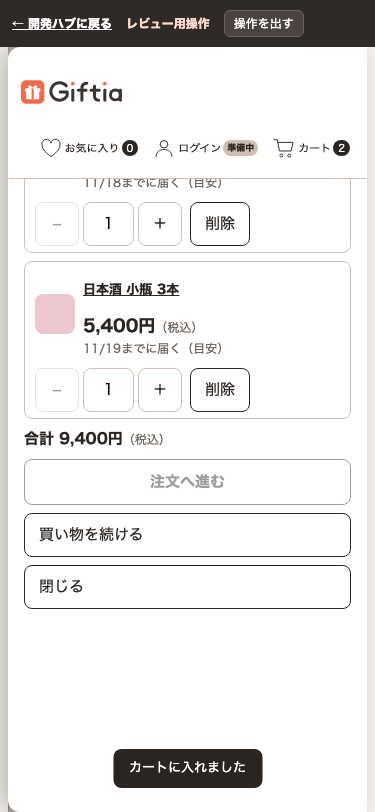 ← 開発ハブに戻る レビュー用操作 操作を出す
Giftia
お気に入り 0 ログイン 準備中 カート 2
11/18までに届く（目安）
− 1 + 削除
日本酒 小瓶 3本
5,400円（税込）
11/19までに届く（目安）
− 1 + 削除
合計 9,400円（税込）
注文へ進む
買い物を続ける
閉じる
カートに入れました